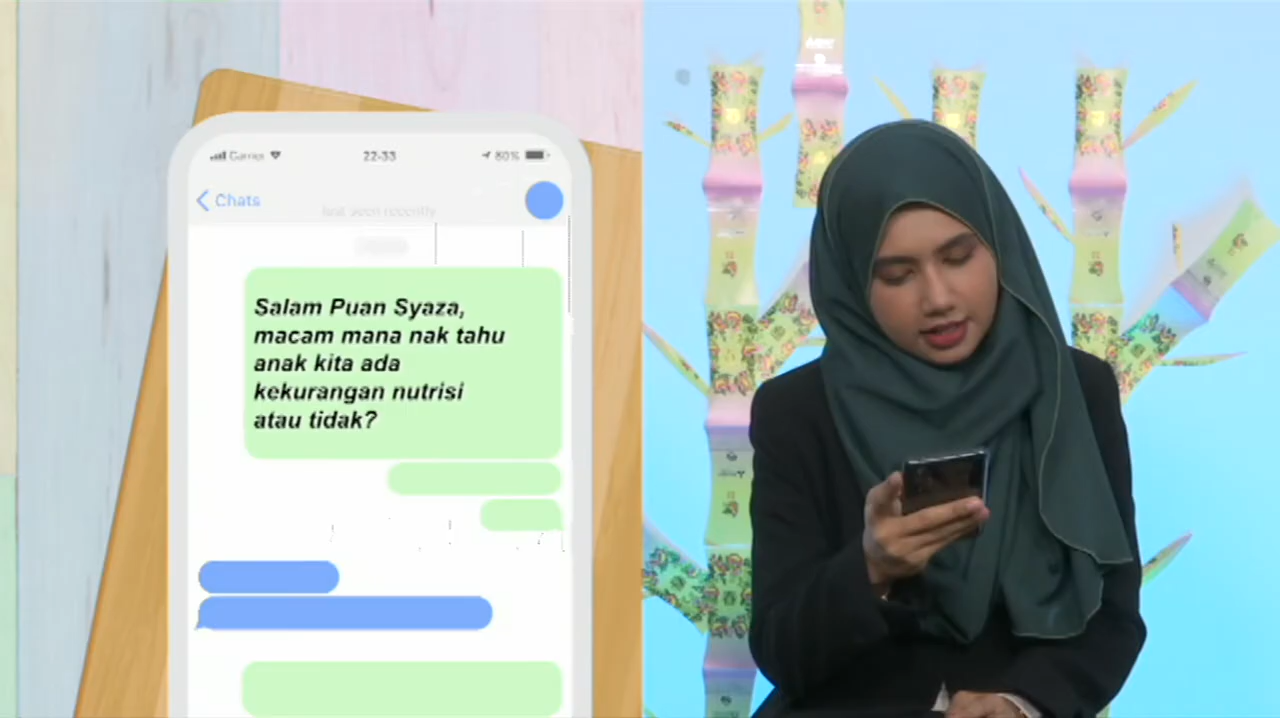 Carrier
22:33
80%
Chats
last seen recently
Salam Puan Syaza,
macam mana nak tahu
anak kita ada
kekurangan nutrisi
atau tidak?